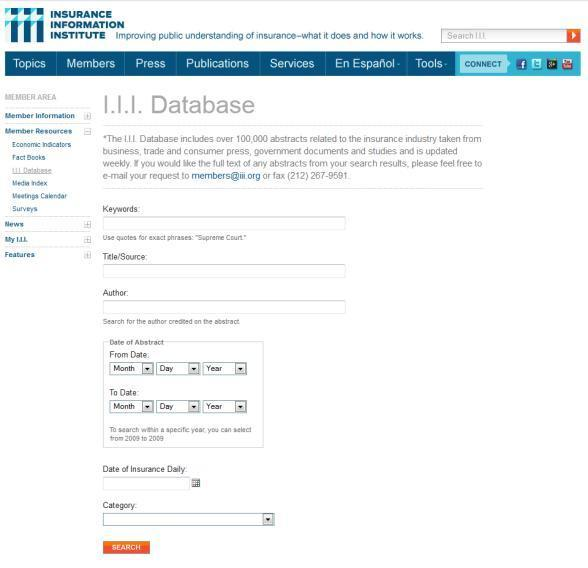 INSURANCE
INFORMATION
INSTITUTE Improving public understanding of insurance–what it does and how it works.
Search I.I.I.
Topics Members Press Publications Services En Español Tools CONNECT
MEMBER AREA
Member Information
Member Resources
Economic Indicators
Fact Books
I.I.I. Database
Media Index
Meetings Calendar
Surveys
News
My I.I.I.
Features
I.I.I. Database
*The I.I.I. Database includes over 100,000 abstracts related to the insurance industry taken from
business, trade and consumer press, government documents and studies and is updated
weekly. If you would like the full text of any abstracts from your search results, please feel free to
e-mail your request to members@iii.org or fax (212) 267-9591.
Keywords:
Use quotes for exact phrases: "Supreme Court."
Title/Source:
Author:
Search for the author credited on the abstract.
Date of Abstract
From Date:
Month Day Year
To Date:
Month Day Year
To search within a specific year, you can select
from 2009 to 2009
Date of Insurance Daily:
Category:
SEARCH